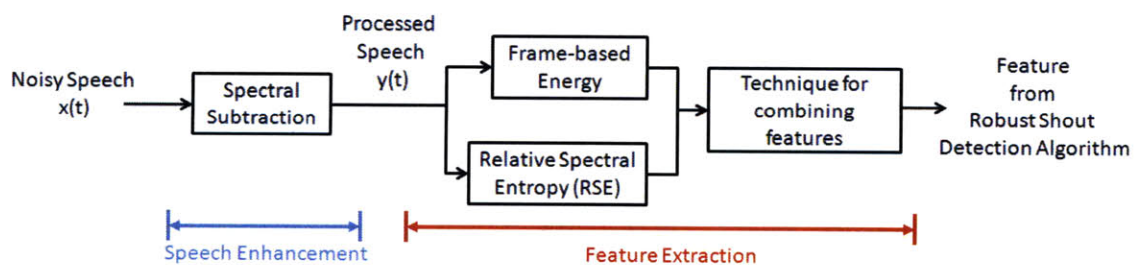 Noisy Speech
x(t)
Spectral
Subtraction
Processed
Speech
y(t)
Frame-based
Energy
Relative Spectral
Entropy (RSE)
Technique for
combining
features
Feature
from
Robust Shout
Detection Algorithm
Speech Enhancement
Feature Extraction